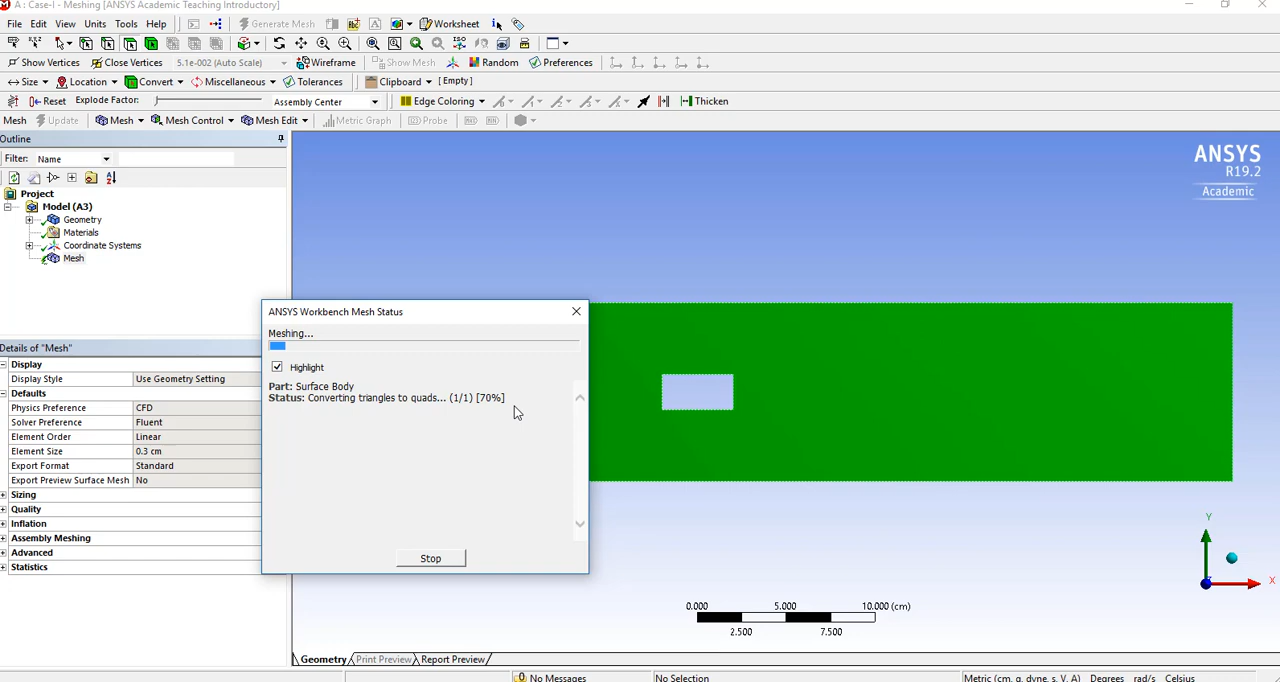 A : Case-I - Meshing [ANSYS Academic Teaching Introductory]
File Edit View Units Tools Help Generate Mesh Worksheet
Show Vertices Close Vertices 5.1e-002 (Auto Scale) Wireframe Show Mesh Random Preferences
Size Location Convert Miscellaneous Tolerances Clipboard [Empty]
Reset Explode Factor: Assembly Center Edge Coloring Thicken
Mesh Update Mesh Mesh Control Mesh Edit Metric Graph Probe
Outline
Filter: Name
Project
Model (A3)
Geometry
Materials
Coordinate Systems
Mesh
Details of "Mesh"
Display
Display Style Use Geometry Setting
Defaults
Physics Preference CFD
Solver Preference Fluent
Element Order Linear
Element Size 0.3 cm
Export Format Standard
Export Preview Surface Mesh No
Sizing
Quality
Inflation
Assembly Meshing
Advanced
Statistics
ANSYS Workbench Mesh Status
Meshing...
Highlight
Part: Surface Body
Status: Converting triangles to quads... (1/1) [70%]
Stop
ANSYS
R19.2
Academic
Y
X
0.000 5.000 10.000 (cm)
2.500 7.500
Geometry Print Preview Report Preview
No Messages No Selection Metric (cm, g, dyne, s, V, A) Degrees rad/s Celsius